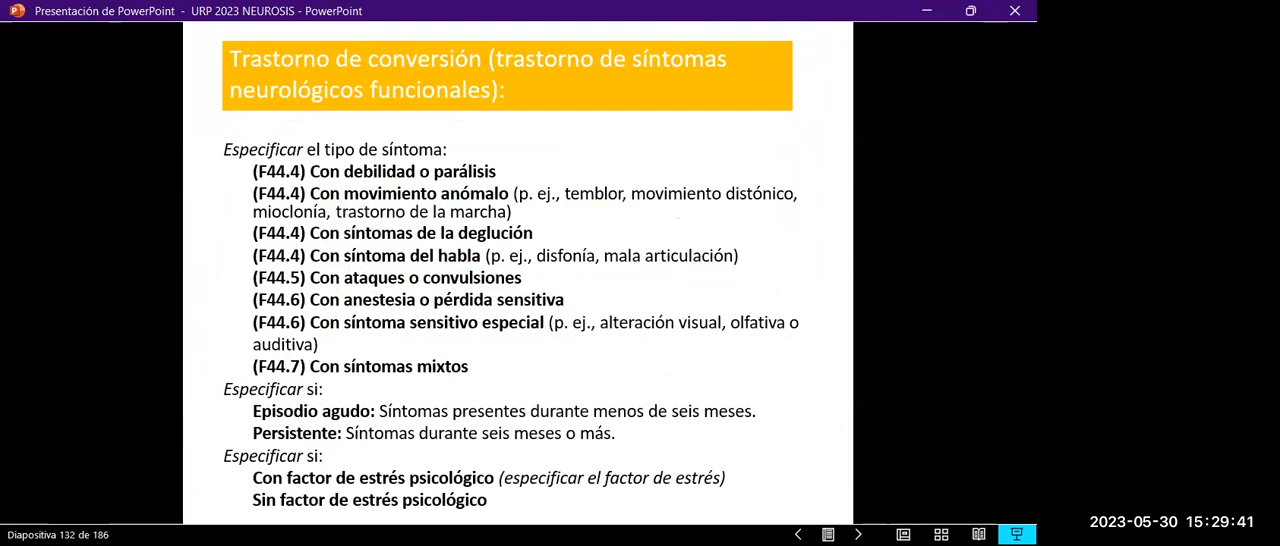 Presentación de PowerPoint - URP 2023 NEUROSIS - PowerPoint
Trastorno de conversión (trastorno de síntomas
neurológicos funcionales):
Especificar el tipo de síntoma:
(F44.4) Con debilidad o parálisis
(F44.4) Con movimiento anómalo (p. ej., temblor, movimiento distónico,
mioclonía, trastorno de la marcha)
(F44.4) Con síntomas de la deglución
(F44.4) Con síntoma del habla (p. ej., disfonía, mala articulación)
(F44.5) Con ataques o convulsiones
(F44.6) Con anestesia o pérdida sensitiva
(F44.6) Con síntoma sensitivo especial (p. ej., alteración visual, olfativa o
auditiva)
(F44.7) Con síntomas mixtos
Especificar si:
Episodio agudo: Síntomas presentes durante menos de seis meses.
Persistente: Síntomas durante seis meses o más.
Especificar si:
Con factor de estrés psicológico (especificar el factor de estrés)
Sin factor de estrés psicológico
Diapositiva 132 de 186
2023-05-30 15:29:41